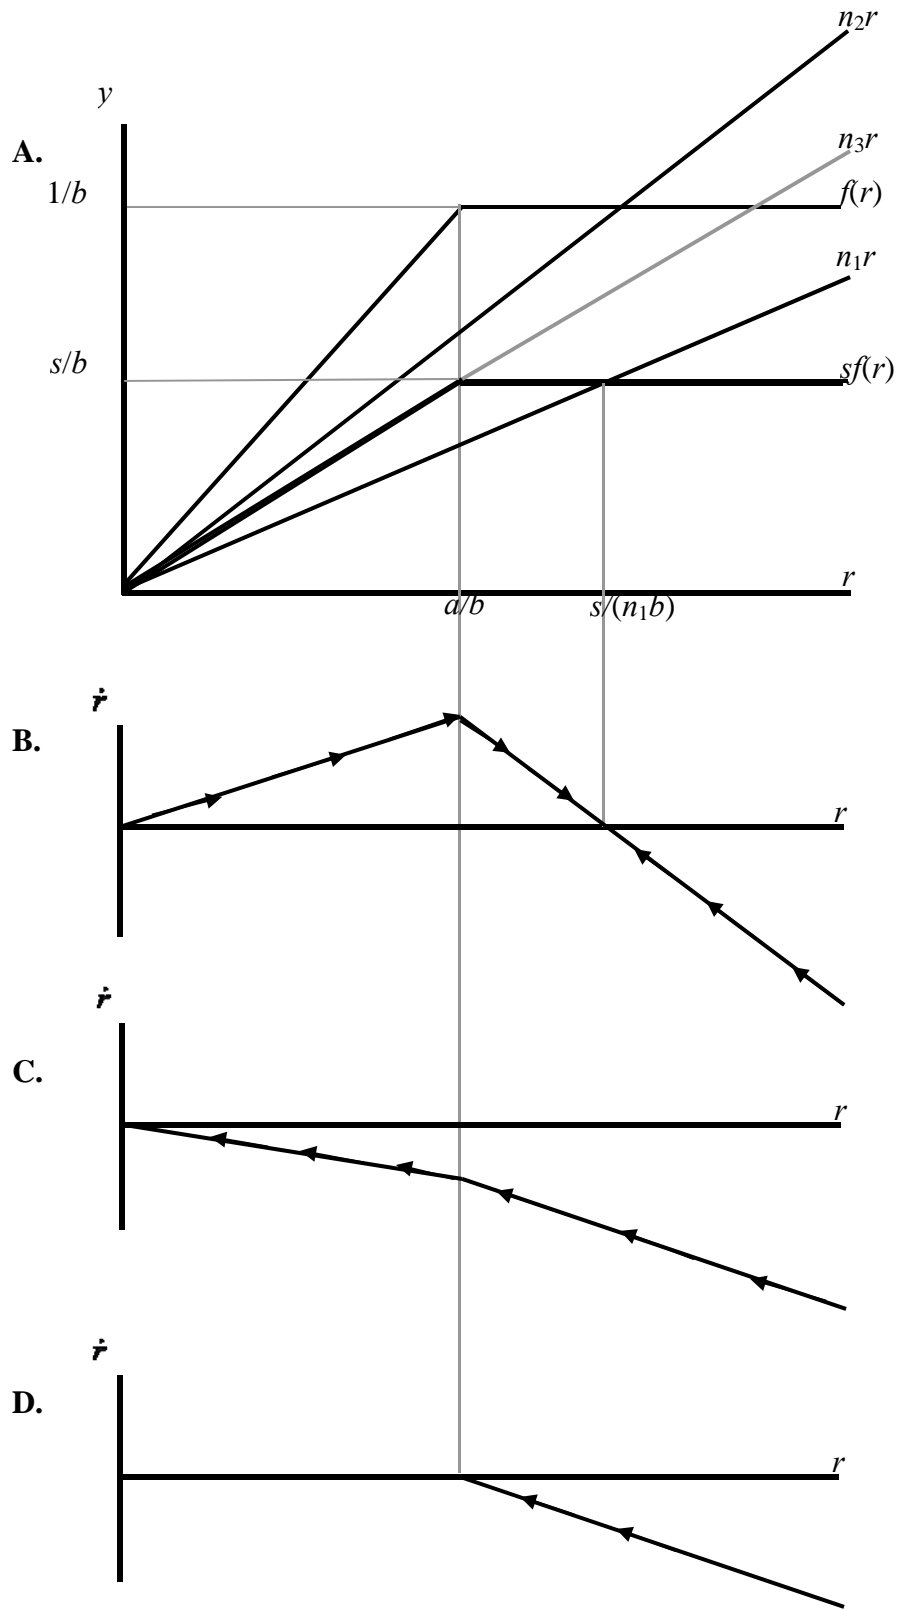 n₂r
y
A.
n₃r
1/b
f(r)
n₁r
s/b
sf(r)
r
a/b
s/(n₁b)
ṙ
B.
r
ṙ
C.
r
ṙ
D.
r